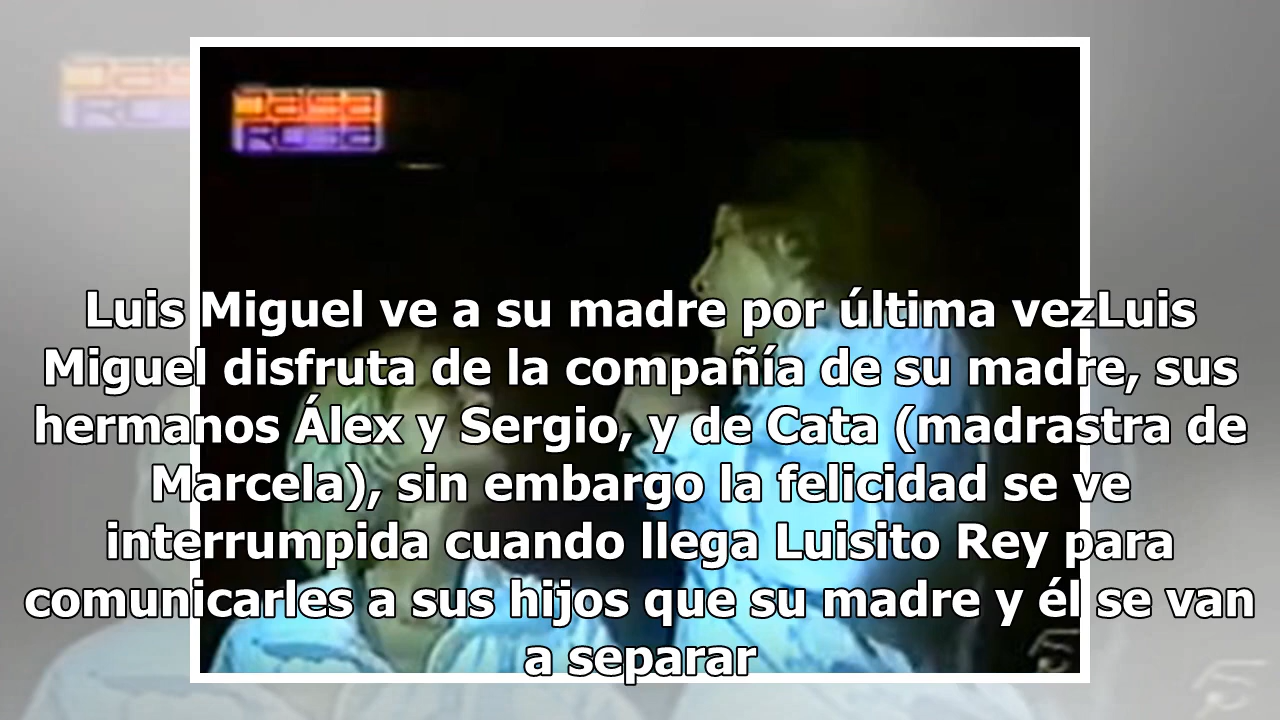 Dalsa
ROSa
Luis Miguel ve a su madre por última vezLuis
Miguel disfruta de la compañía de su madre, sus
hermanos Álex y Sergio, y de Cata (madrastra de
Marcela), sin embargo la felicidad se ve
interrumpida cuando llega Luisito Rey para
comunicarles a sus hijos que su madre y él se van
a separar